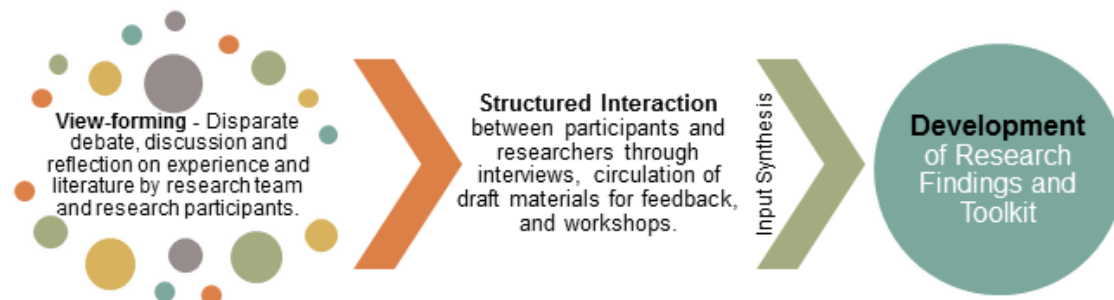 View-forming - Disparate
debate, discussion and
reflection on experience and
literature by research team
and research participants.
Structured Interaction
between participants and
researchers through
interviews, circulation of
draft materials for feedback,
and workshops.
Input Synthesis
Development
of Research
Findings and
Toolkit